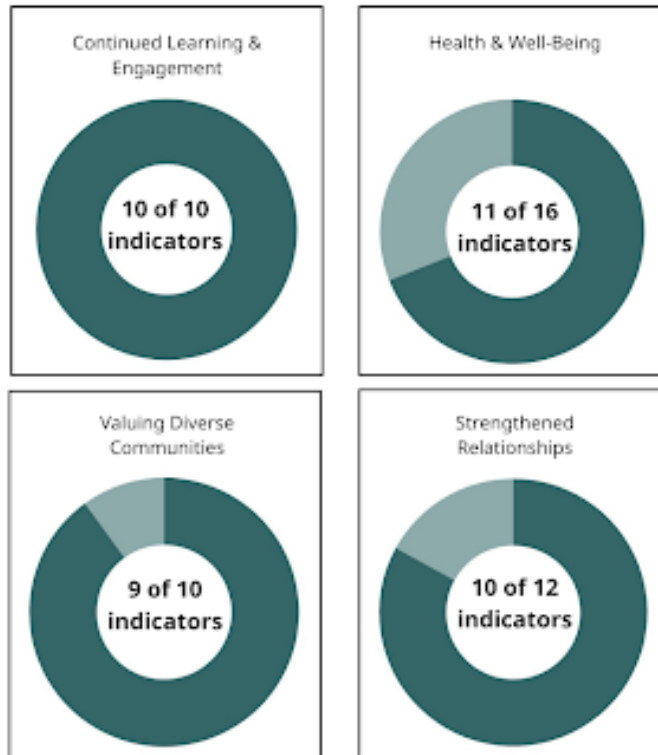 Continued Learning &
Engagement
10 of 10
indicators
Health & Well-Being
11 of 16
indicators
Valuing Diverse
Communities
9 of 10
indicators
Strengthened
Relationships
10 of 12
indicators